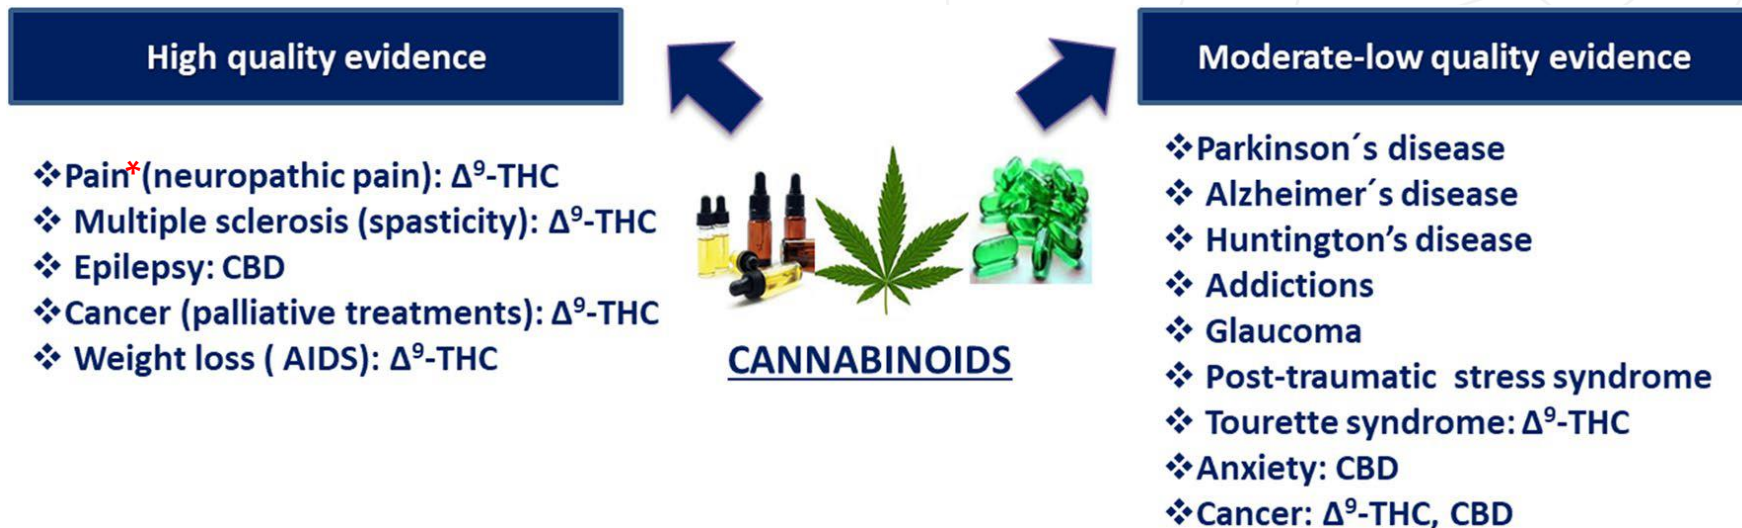 High quality evidence
❖Pain*(neuropathic pain): Δ⁹-THC
❖ Multiple sclerosis (spasticity): Δ⁹-THC
❖ Epilepsy: CBD
❖Cancer (palliative treatments): Δ⁹-THC
❖ Weight loss ( AIDS): Δ⁹-THC
CANNABINOIDS
Moderate-low quality evidence
❖Parkinson´s disease
❖ Alzheimer´s disease
❖ Huntington’s disease
❖ Addictions
❖ Glaucoma
❖ Post-traumatic stress syndrome
❖ Tourette syndrome: Δ⁹-THC
❖Anxiety: CBD
❖Cancer: Δ⁹-THC, CBD